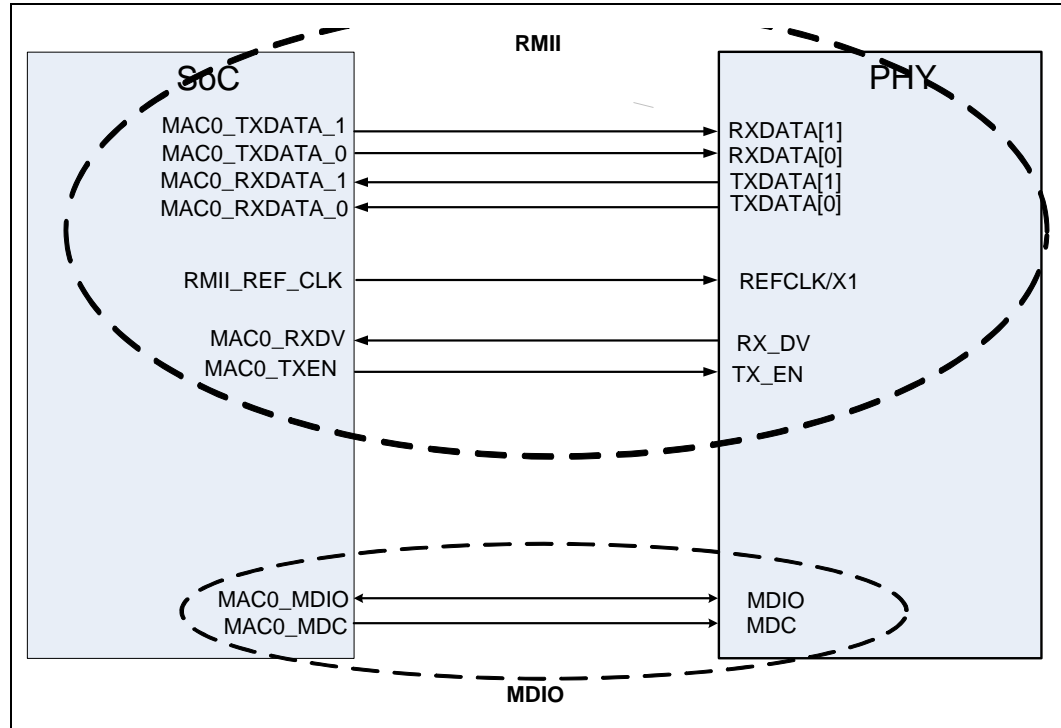 RMII
SoC
PHY
MAC0_TXDATA_1
RXDATA[1]
MAC0_TXDATA_0
RXDATA[0]
MAC0_RXDATA_1
TXDATA[1]
MAC0_RXDATA_0
TXDATA[0]
RMII_REF_CLK
REFCLK/X1
MAC0_RXDV
RX_DV
MAC0_TXEN
TX_EN
MAC0_MDIO
MDIO
MAC0_MDC
MDC
MDIO